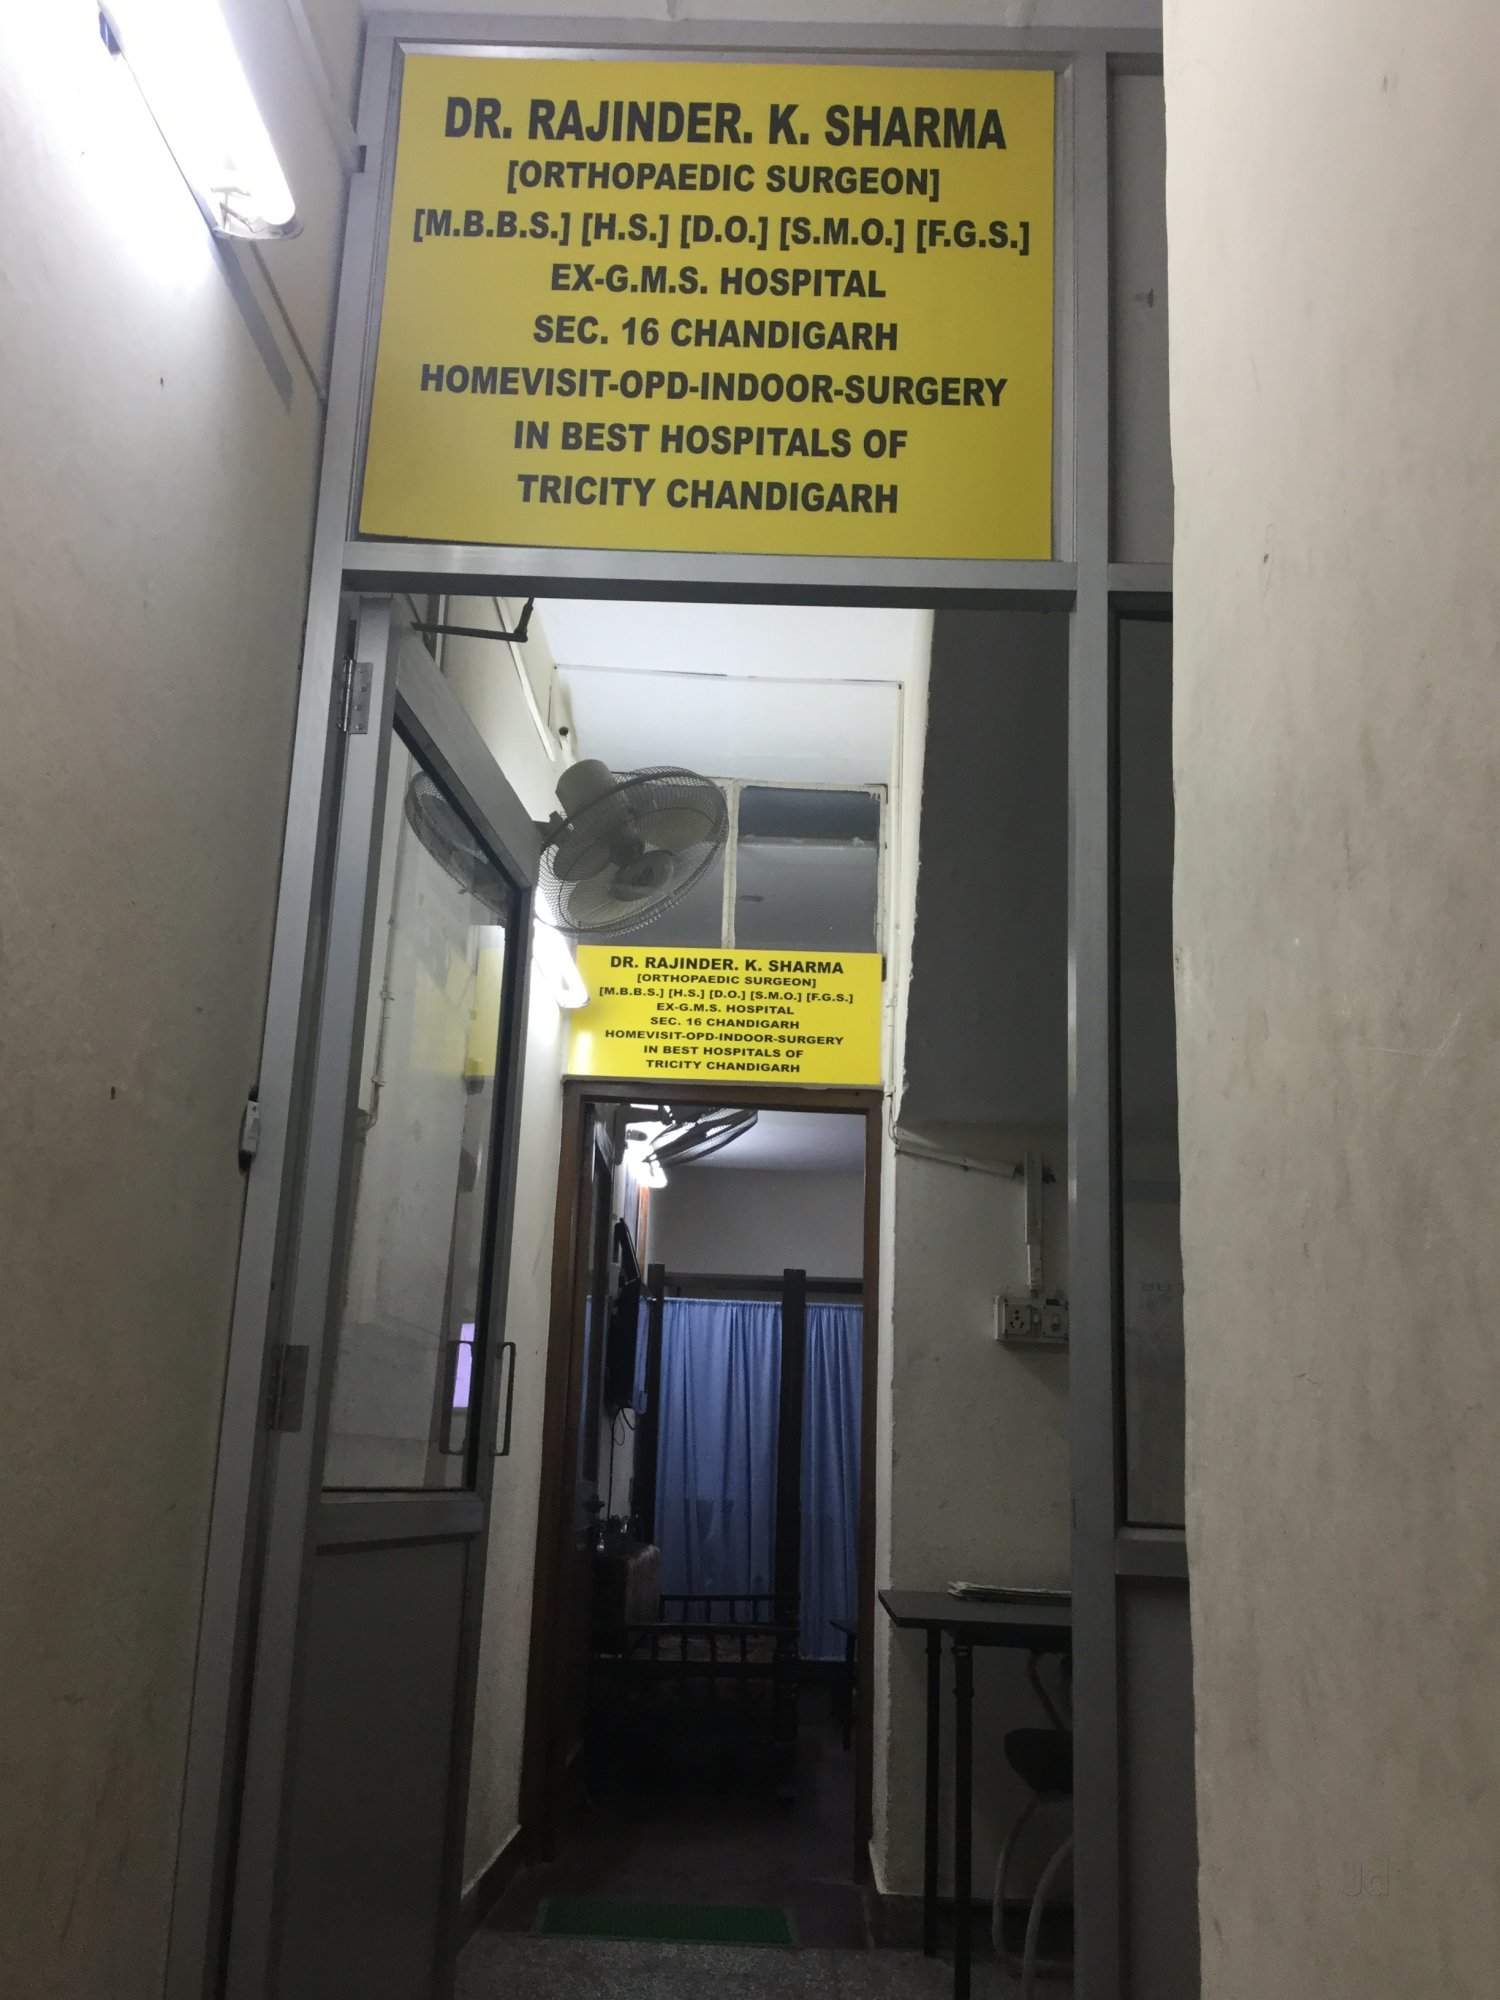 DR. RAJINDER. K. SHARMA
[ORTHOPAEDIC SURGEON]
[M.B.B.S.] [H.S.] [D.O.] [S.M.O.] [F.G.S.]
EX-G.M.S. HOSPITAL
SEC. 16 CHANDIGARH
HOMEVISIT-OPD-INDOOR-SURGERY
IN BEST HOSPITALS OF
TRICITY CHANDIGARH
DR. RAJINDER. K. SHARMA
[ORTHOPAEDIC SURGEON]
[M.B.B.S.] [H.S.] [D.O.] [S.M.O.] [F.G.S.]
EX-G.M.S. HOSPITAL
SEC. 16 CHANDIGARH
HOMEVISIT-OPD-INDOOR-SURGERY
IN BEST HOSPITALS OF
TRICITY CHANDIGARH
Jd